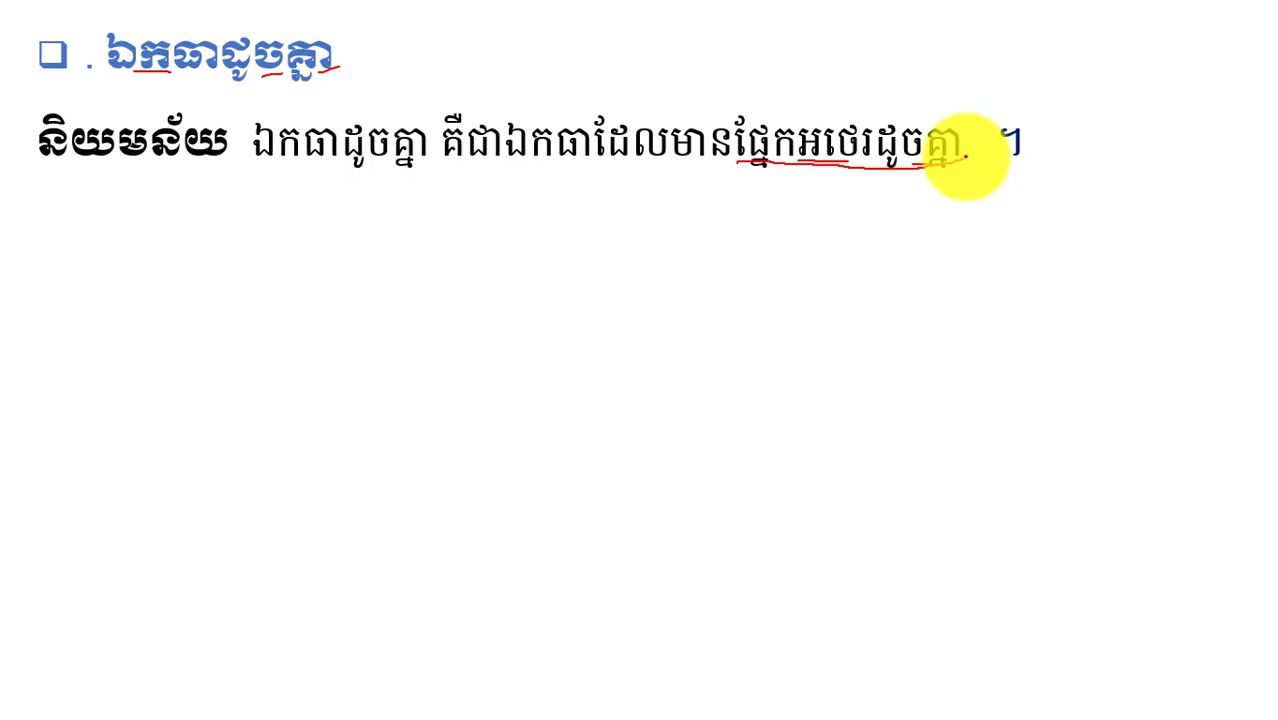 ❑ . ឯកធាដូចគ្នា
និយមន័យ ឯកធាដូចគ្នា គឺជាឯកធាដែលមានផ្នែកអថេរដូចគ្នា ។